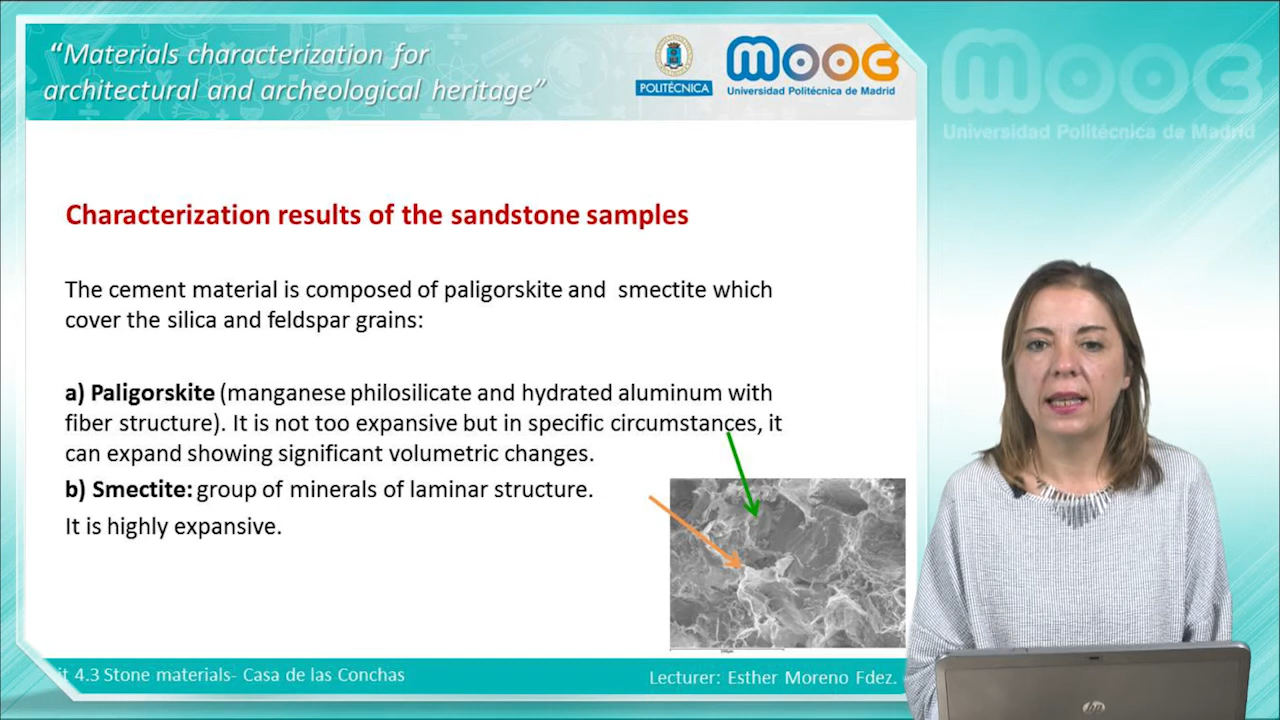 “Materials characterization for
architectural and archeological heritage”
POLITÉCNICA
MOOC
Universidad Politécnica de Madrid
MOOC
Universidad Politécnica de Madrid
Characterization results of the sandstone samples
The cement material is composed of paligorskite and smectite which
cover the silica and feldspar grains:
a) Paligorskite (manganese philosilicate and hydrated aluminum with
fiber structure). It is not too expansive but in specific circumstances, it
can expand showing significant volumetric changes.
b) Smectite: group of minerals of laminar structure.
It is highly expansive.
4.3 Stone materials- Casa de las Conchas
Lecturer: Esther Moreno Fdez.
hp